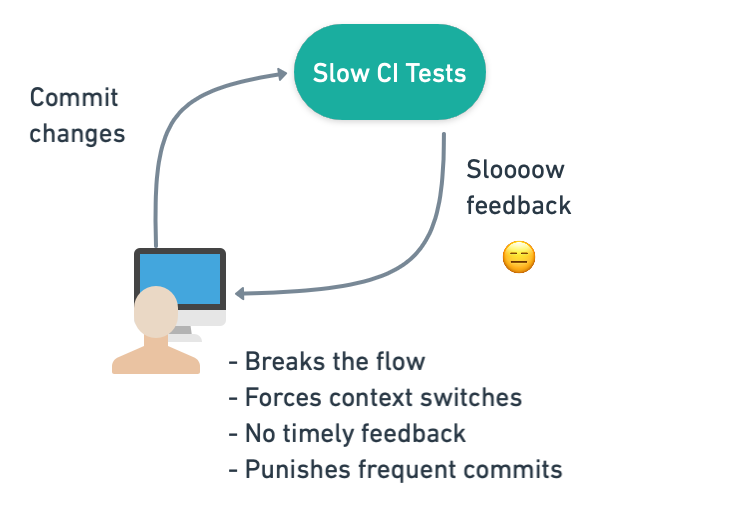 Slow CI Tests
Commit
changes
Sloooow
feedback
- Breaks the flow
- Forces context switches
- No timely feedback
- Punishes frequent commits